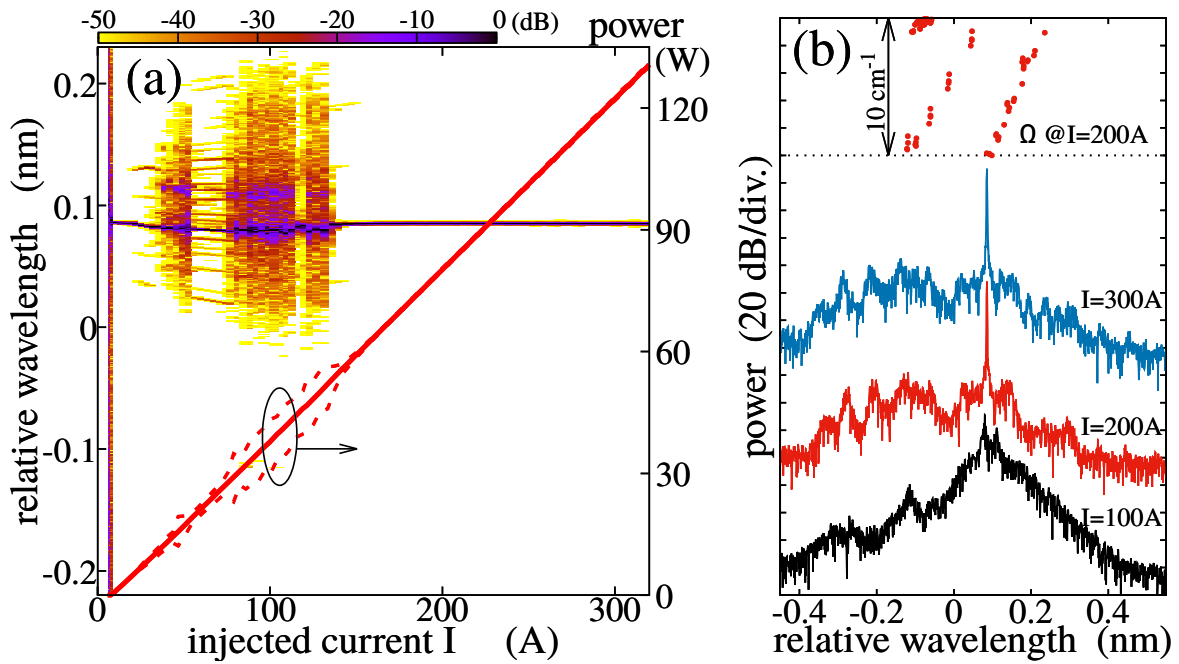 -50 -40 -30 -20 -10 0 (dB)
power
(W)
(a)
0.2
0.1
0
-0.1
-0.2
relative wavelength (nm)
120
90
60
30
0
0 100 200 300
injected current I (A)
(b)
10 cm-1
Ω @I=200A
I=300A
I=200A
I=100A
power (20 dB/div.)
-0.4 -0.2 0 0.2 0.4
relative wavelength (nm)